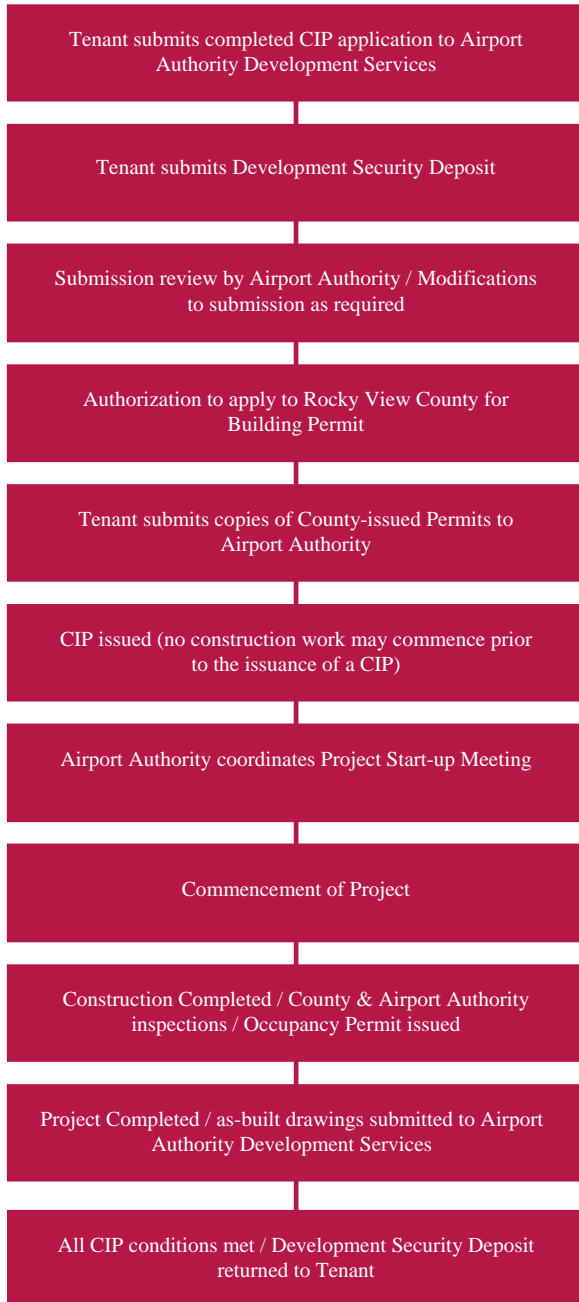 Tenant submits completed CIP application to Airport
Authority Development Services
Tenant submits Development Security Deposit
Submission review by Airport Authority / Modifications
to submission as required
Authorization to apply to Rocky View County for
Building Permit
Tenant submits copies of County-issued Permits to
Airport Authority
CIP issued (no construction work may commence prior
to the issuance of a CIP)
Airport Authority coordinates Project Start-up Meeting
Commencement of Project
Construction Completed / County & Airport Authority
inspections / Occupancy Permit issued
Project Completed / as-built drawings submitted to Airport
Authority Development Services
All CIP conditions met / Development Security Deposit
returned to Tenant